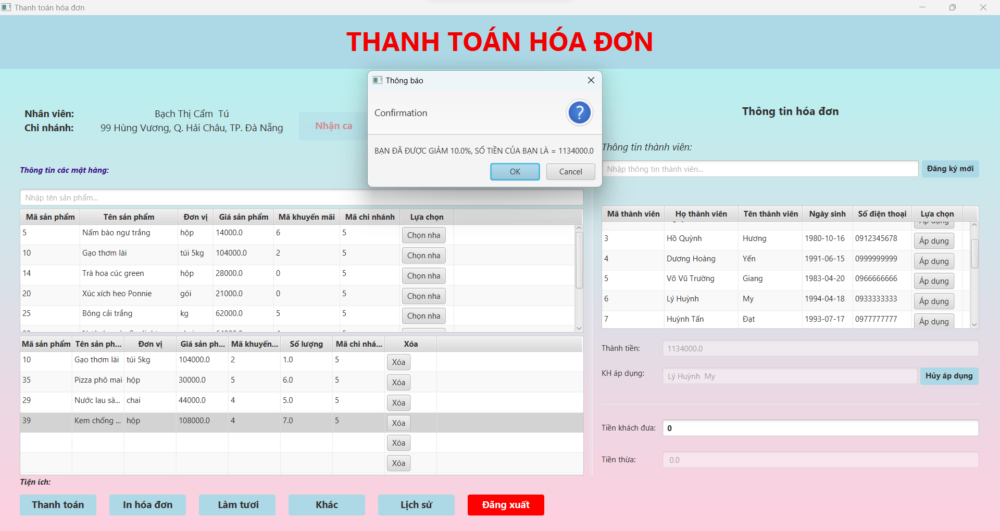 Thanh toán hóa đơn
THANH TOÁN HÓA ĐƠN
Thông báo
Confirmation
BẠN ĐÃ ĐƯỢC GIẢM 10.0%, SỐ TIỀN CỦA BẠN LÀ = 1134000.0
OK Cancel
Nhân viên: Bạch Thị Cẩm Tú
Chi nhánh: 99 Hùng Vương, Q. Hải Châu, TP. Đà Nẵng
Nhận ca
Thông tin các mặt hàng:
Nhập tên sản phẩm...
Mã sản phẩm Tên sản phẩm Đơn vị Giá sản phẩm Mã khuyến mãi Mã chi nhánh Lựa chọn
5 Nấm bào ngư trắng hộp 14000.0 6 5 Chọn nha
10 Gạo thơm lài túi 5kg 104000.0 2 5 Chọn nha
14 Trà hoa cúc green hộp 28000.0 0 5 Chọn nha
20 Xúc xích heo Ponnie gói 21000.0 0 5 Chọn nha
25 Bông cải trắng kg 62000.0 5 5 Chọn nha
Mã sản phẩm Tên sản ph... Đơn vị Giá sản ph... Mã khuyến... Số lượng Mã chi nhá... Xóa
10 Gạo thơm lài túi 5kg 104000.0 2 1.0 5 Xóa
35 Pizza phô mai hộp 30000.0 5 6.0 5 Xóa
29 Nước lau sà... chai 44000.0 4 5.0 5 Xóa
39 Kem chống ... hộp 108000.0 4 7.0 5 Xóa
Xóa
Xóa
Tiện ích:
Thanh toán In hóa đơn Làm tươi Khác Lịch sử Đăng xuất
Thông tin hóa đơn
Thông tin thành viên:
Nhập thông tin thành viên... Đăng ký mới
Mã thành viên Họ thành viên Tên thành viên Ngày sinh Số điện thoại Lựa chọn
Áp dụng
3 Hồ Quỳnh Hương 1980-10-16 0912345678 Áp dụng
4 Dương Hoàng Yến 1991-06-15 0999999999 Áp dụng
5 Võ Vũ Trường Giang 1983-04-20 0966666666 Áp dụng
6 Lý Huỳnh My 1994-04-18 0933333333 Áp dụng
7 Huỳnh Tấn Đạt 1993-07-17 0977777777 Áp dụng
Thành tiền: 1134000.0
KH áp dụng: Lý Huỳnh My Hủy áp dụng
Tiền khách đưa: 0
Tiền thừa: 0.0